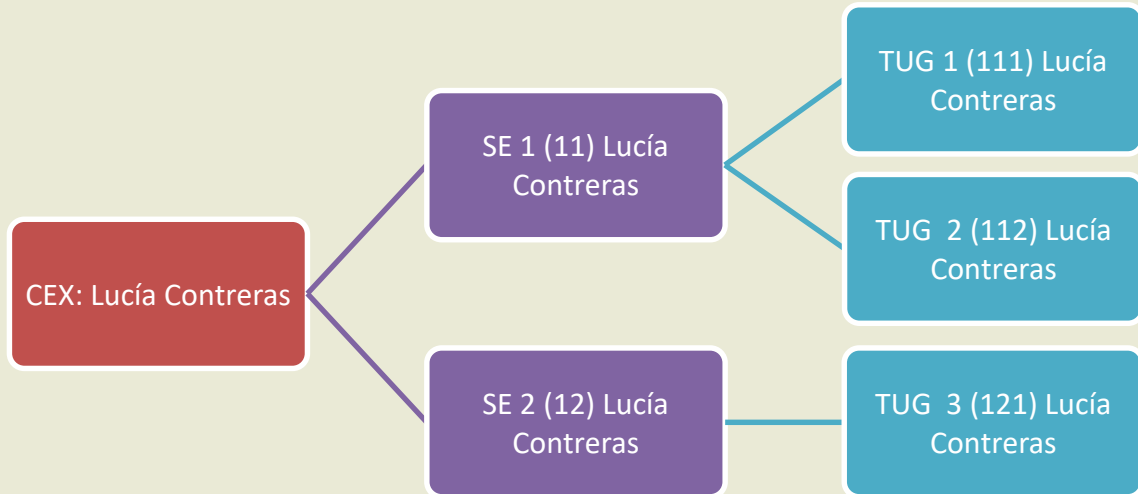 CEX: Lucía Contreras
SE 1 (11) Lucía
Contreras
TUG 1 (111) Lucía
Contreras
TUG  2 (112) Lucía
Contreras
SE 2 (12) Lucía
Contreras
TUG  3 (121) Lucía
Contreras